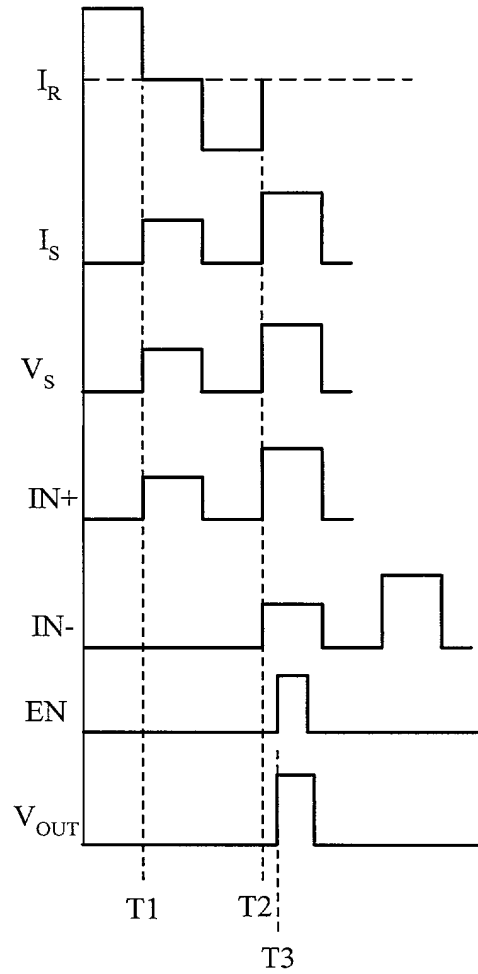 I_R
I_S
V_S
IN+
IN-
EN
V_OUT
T1
T2
T3